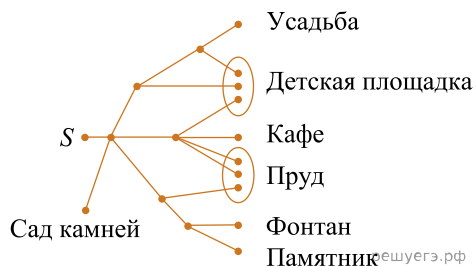 Усадьба
Детская площадка
S
Кафе
Пруд
Сад камней
Фонтан
Памятник
решуегэ.рф